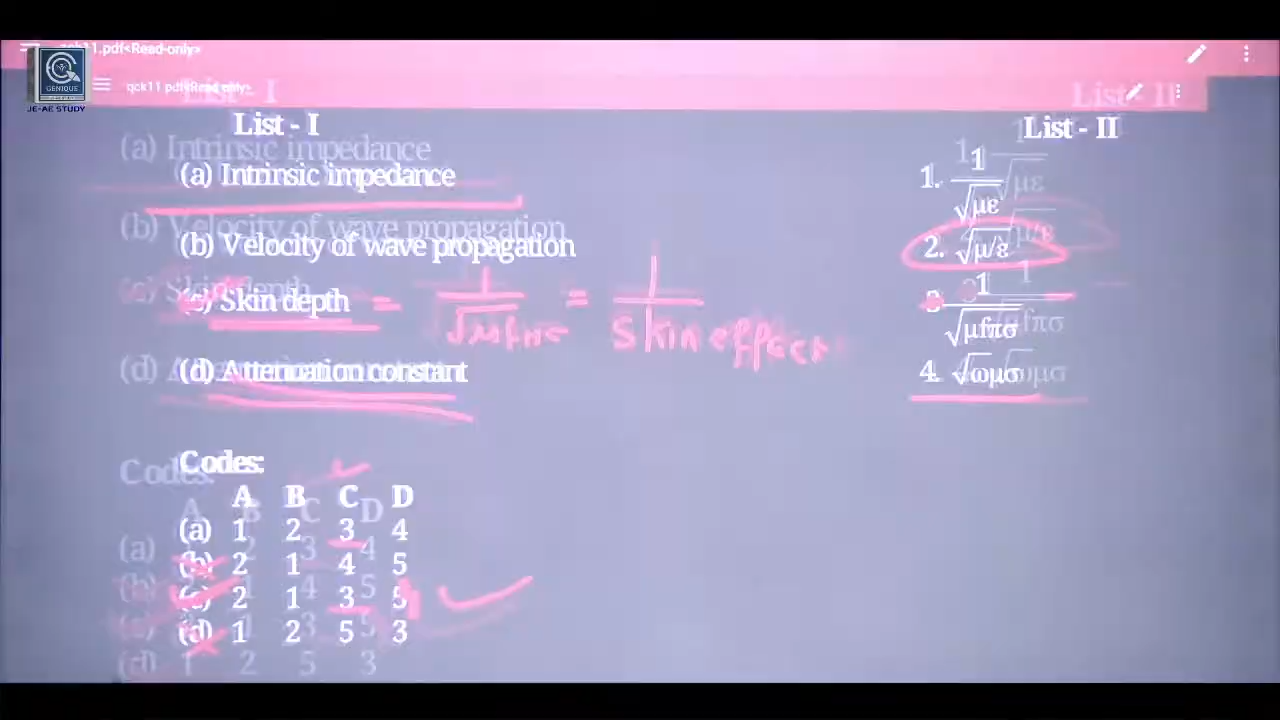 qck11.pdf<Read-only>
GENIQUE
JE-AE STUDY
List - I List - II
(a) Intrinsic impedance 1. 1/√με
(b) Velocity of wave propagation 2. √μ/ε
(c) Skin depth = 1/√μfπσ = 1/Skin effect 3 1/√μfπσ
(d) Attenuation constant 4. √ωμσ
Codes:
A B C D
(a) 1 2 3 4
(b) 2 1 4 5
(c) 2 1 3 5
(d) 1 2 5 3